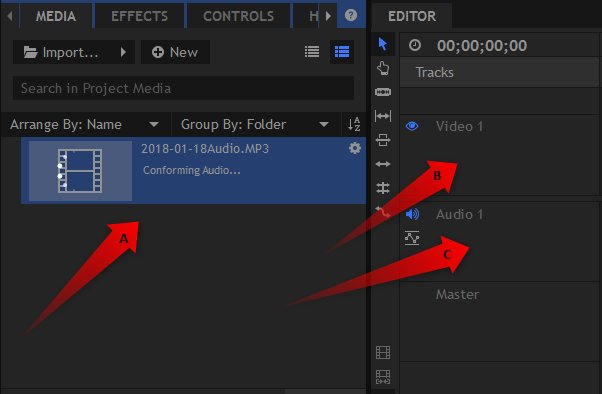 MEDIA EFFECTS CONTROLS H ?
Import... New
Search in Project Media
Arrange By: Name Group By: Folder A Z
2018-01-18Audio.MP3
Conforming Audio...
A
EDITOR
00;00;00;00
Tracks
Video 1
B
Audio 1
C
Master